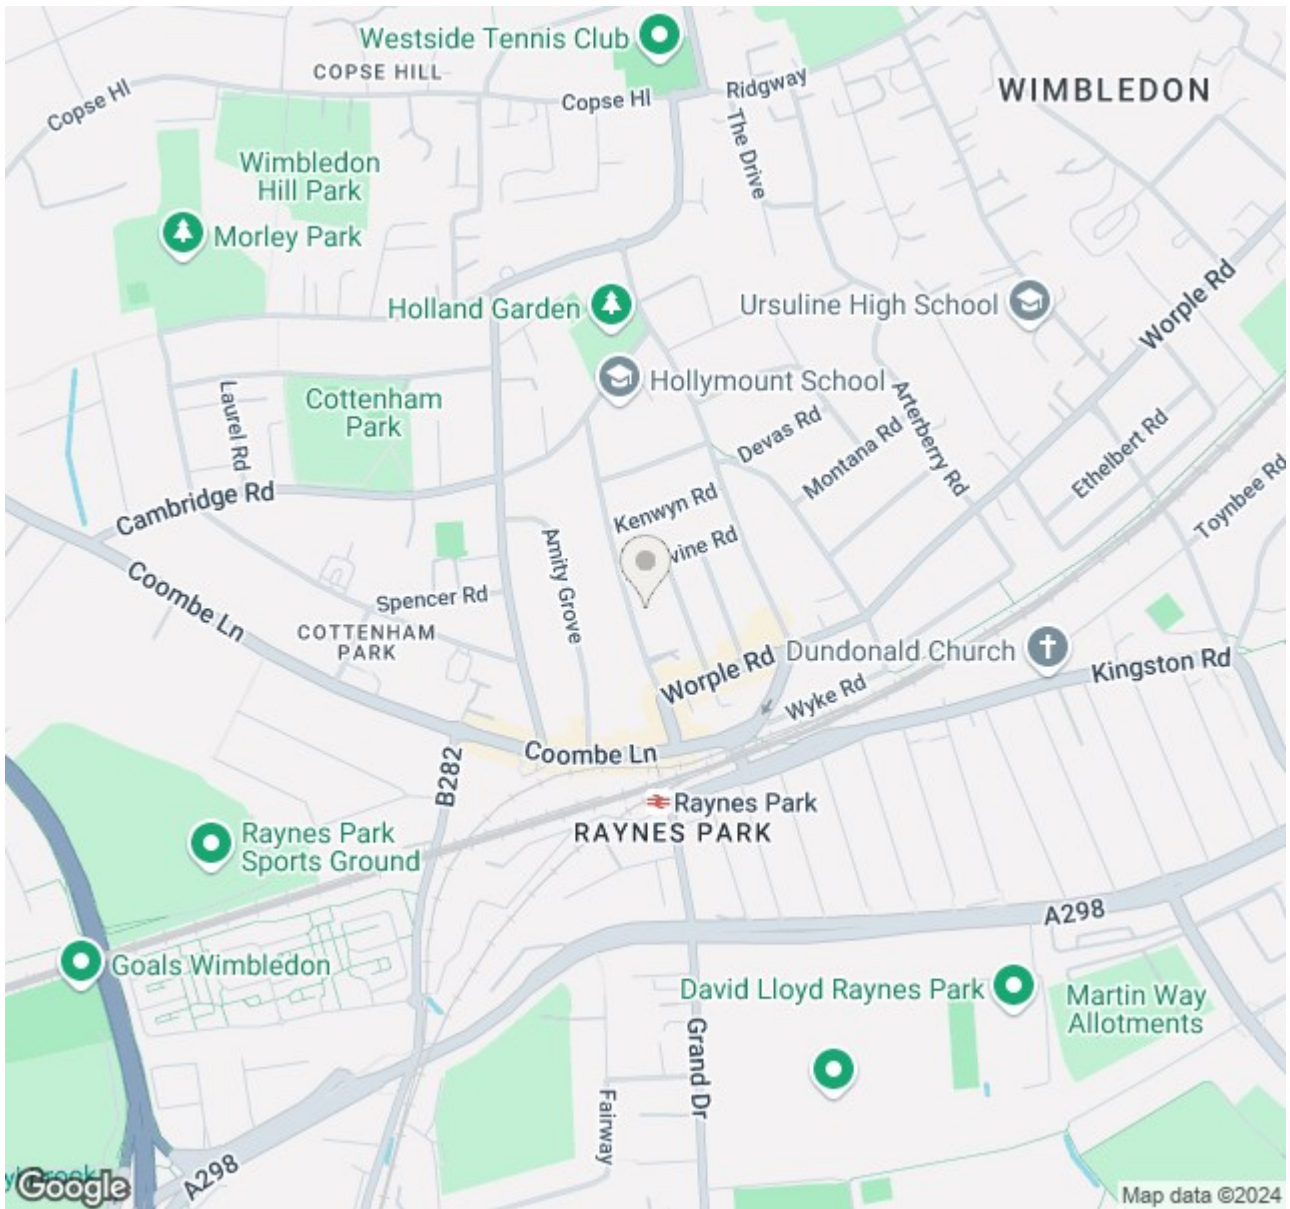 Westside Tennis Club
COPSE HILL
Ridgway
WIMBLEDON
Copse Hl
Copse Hl
The Drive
Wimbledon
Hill Park
Morley Park
Holland Garden
Ursuline High School
Worple Rd
Hollymount School
Laurel Rd
Cottenham
Park
Devas Rd
Montana Rd
Arterberry Rd
Ethelbert Rd
Toynbee Rd
Cambridge Rd
Kenwyn Rd
Rd
Amity Grove
Coombe Ln
Spencer Rd
COTTENHAM
PARK
Dundonald Church
Kingston Rd
Worple Rd
Wyke Rd
Coombe Ln
B282
Raynes Park
RAYNES PARK
Raynes Park
Sports Ground
A298
Goals Wimbledon
David Lloyd Raynes Park
Martin Way
Allotments
Grand Dr
Fairway
A298
Google
Map data ©2024